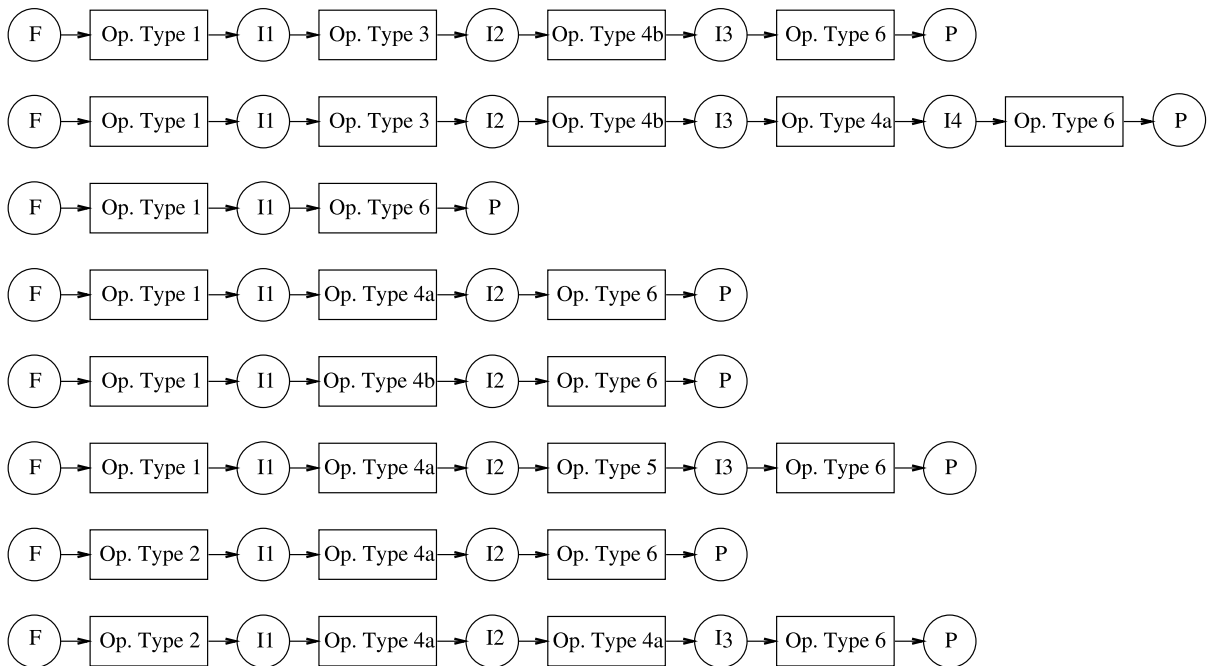 F Op. Type 1 I1 Op. Type 3 I2 Op. Type 4b I3 Op. Type 6 P
F Op. Type 1 I1 Op. Type 3 I2 Op. Type 4b I3 Op. Type 4a I4 Op. Type 6 P
F Op. Type 1 I1 Op. Type 6 P
F Op. Type 1 I1 Op. Type 4a I2 Op. Type 6 P
F Op. Type 1 I1 Op. Type 4b I2 Op. Type 6 P
F Op. Type 1 I1 Op. Type 4a I2 Op. Type 5 I3 Op. Type 6 P
F Op. Type 2 I1 Op. Type 4a I2 Op. Type 6 P
F Op. Type 2 I1 Op. Type 4a I2 Op. Type 4a I3 Op. Type 6 P